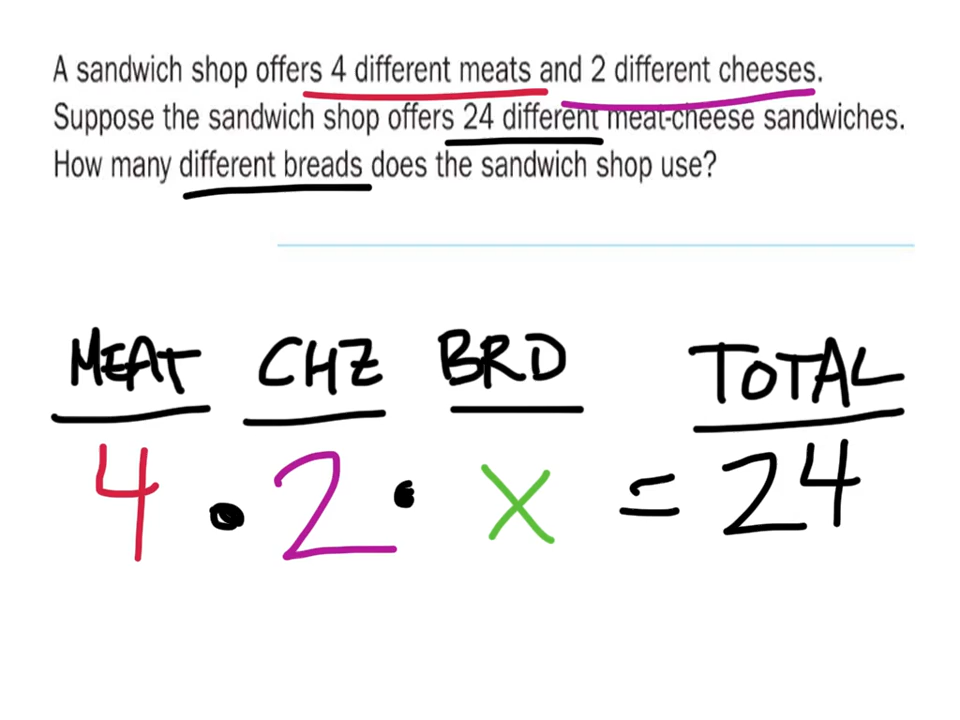 A sandwich shop offers 4 different meats and 2 different cheeses.
Suppose the sandwich shop offers 24 different meat-cheese sandwiches.
How many different breads does the sandwich shop use?
MEAT CHZ BRD TOTAL
4 • 2 • x = 24